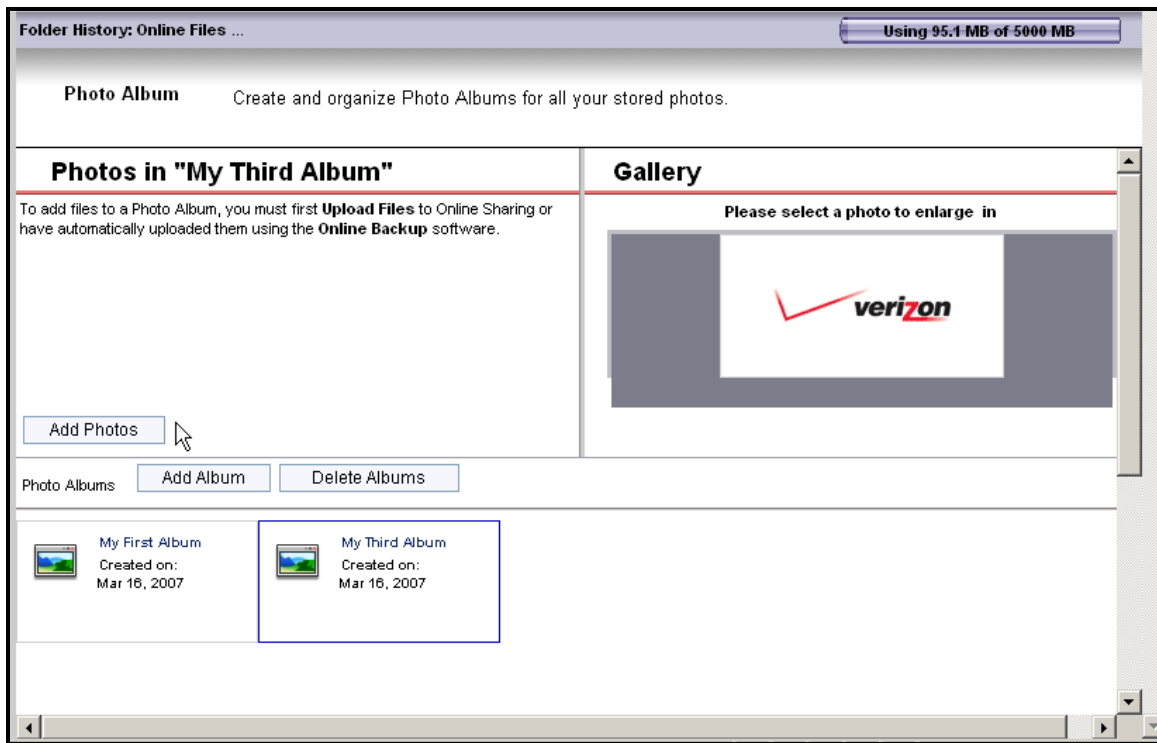 Folder History: Online Files ...
Using 95.1 MB of 5000 MB
Photo Album
Create and organize Photo Albums for all your stored photos.
Photos in "My Third Album"
Gallery
To add files to a Photo Album, you must first Upload Files to Online Sharing or
have automatically uploaded them using the Online Backup software.
Please select a photo to enlarge in
verizon
Add Photos
Photo Albums
Add Album
Delete Albums
My First Album
Created on:
Mar 16, 2007
My Third Album
Created on:
Mar 16, 2007